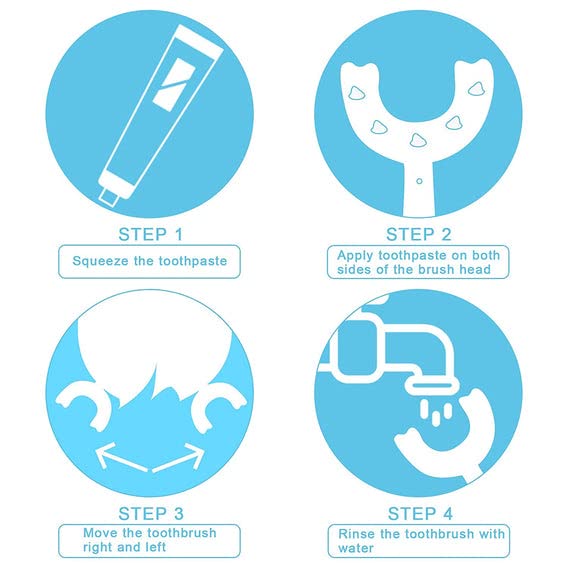 STEP 1
Squeeze the toothpaste
STEP 2
Apply toothpaste on both
sides of the brush head
STEP 3
Move the toothbrush
right and left
STEP 4
Rinse the toothbrush with
water